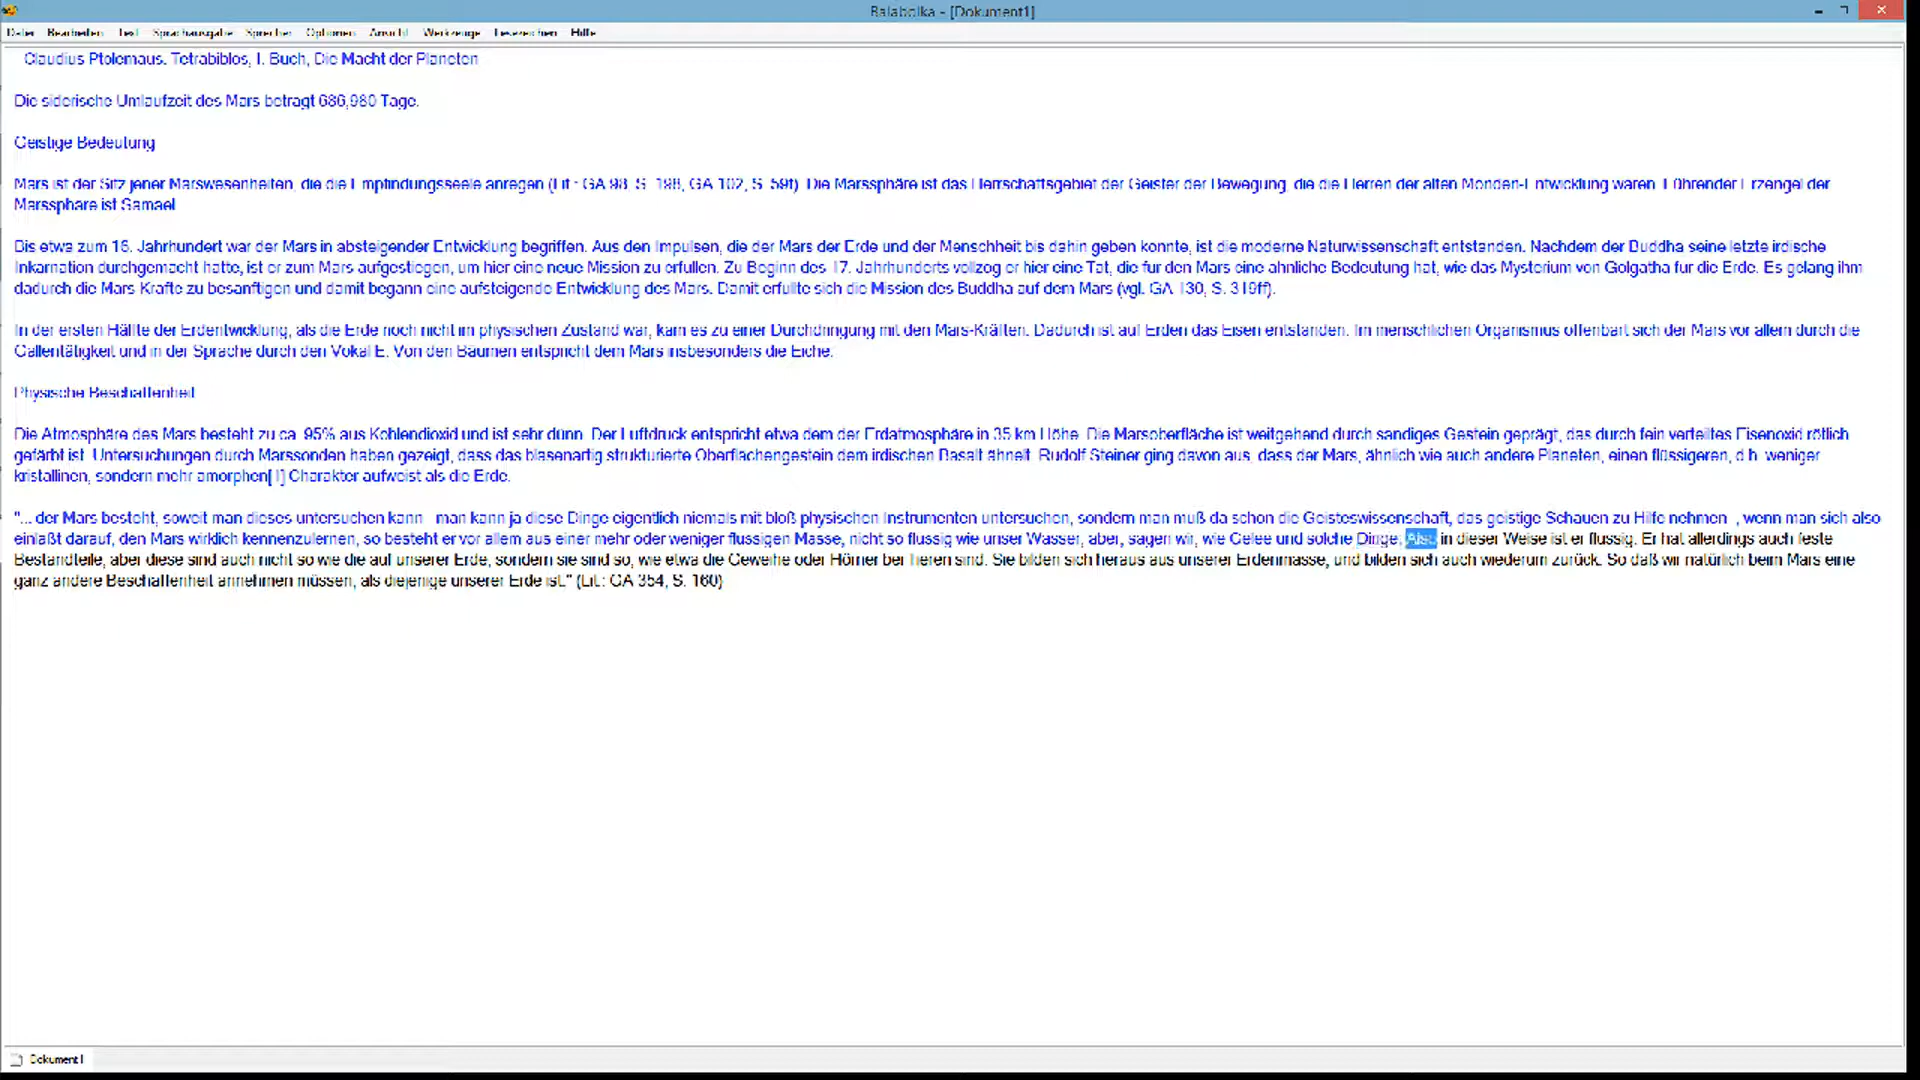 Balabolka - [Dokument1]
Datei Bearbeiten Text Sprachausgabe Sprecher Optionen Ansicht Werkzeuge Lesezeichen Hilfe
Claudius Ptolemäus. Tetrabiblos, I. Buch, Die Macht der Planeten
Die siderische Umlaufzeit des Mars beträgt 686,980 Tage.
Geistige Bedeutung
Mars ist der Sitz jener Marswesenheiten, die die Empfindungsseele anregen (Lit.: GA 98, S. 198, GA 102, S. 59f). Die Marssphäre ist das Herrschaftsgebiet der Geister der Bewegung, die die Herren der alten Monden-Entwicklung waren. Führender Erzengel der
Marssphäre ist Samael.
Bis etwa zum 16. Jahrhundert war der Mars in absteigender Entwicklung begriffen. Aus den Impulsen, die der Mars der Erde und der Menschheit bis dahin geben konnte, ist die moderne Naturwissenschaft entstanden. Nachdem der Buddha seine letzte irdische
Inkarnation durchgemacht hatte, ist er zum Mars aufgestiegen, um hier eine neue Mission zu erfüllen. Zu Beginn des 17. Jahrhunderts vollzog er hier eine Tat, die für den Mars eine ähnliche Bedeutung hat, wie das Mysterium von Golgatha für die Erde. Es gelang ihm
dadurch die Mars-Kräfte zu besänftigen und damit begann eine aufsteigende Entwicklung des Mars. Damit erfüllte sich die Mission des Buddha auf dem Mars (vgl. GA 130, S. 319ff).
In der ersten Hälfte der Erdentwicklung, als die Erde noch nicht im physischen Zustand war, kam es zu einer Durchdringung mit den Mars-Kräften. Dadurch ist auf Erden das Eisen entstanden. Im menschlichen Organismus offenbart sich der Mars vor allem durch die
Gallentätigkeit und in der Sprache durch den Vokal E. Von den Bäumen entspricht dem Mars insbesonders die Eiche.
Physische Beschaffenheit
Die Atmosphäre des Mars besteht zu ca. 95% aus Kohlendioxid und ist sehr dünn. Der Luftdruck entspricht etwa dem der Erdatmosphäre in 35 km Höhe. Die Marsoberfläche ist weitgehend durch sandiges Gestein geprägt, das durch fein verteiltes Eisenoxid rötlich
gefärbt ist. Untersuchungen durch Marssonden haben gezeigt, dass das blasenartig strukturierte Oberflächengestein dem irdischen Basalt ähnelt. Rudolf Steiner ging davon aus, dass der Mars, ähnlich wie auch andere Planeten, einen flüssigeren, d.h. weniger
kristallinen, sondern mehr amorphen[1] Charakter aufweist als die Erde.
"... der Mars besteht, soweit man dieses untersuchen kann - man kann ja diese Dinge eigentlich niemals mit bloß physischen Instrumenten untersuchen, sondern man muß da schon die Geisteswissenschaft, das geistige Schauen zu Hilfe nehmen -, wenn man sich also
einläßt darauf, den Mars wirklich kennenzulernen, so besteht er vor allem aus einer mehr oder weniger flüssigen Masse, nicht so flüssig wie unser Wasser, aber, sagen wir, wie Gelee und solche Dinge. Also in dieser Weise ist er flüssig. Er hat allerdings auch feste
Bestandteile, aber diese sind auch nicht so wie die auf unserer Erde, sondern sie sind so, wie etwa die Geweihe oder Hörner bei Tieren sind. Sie bilden sich heraus aus unserer Erdenmasse, und bilden sich auch wiederum zurück. So daß wir natürlich beim Mars eine
ganz andere Beschaffenheit annehmen müssen, als diejenige unserer Erde ist." (Lit.: GA 354, S. 160)
Dokument1